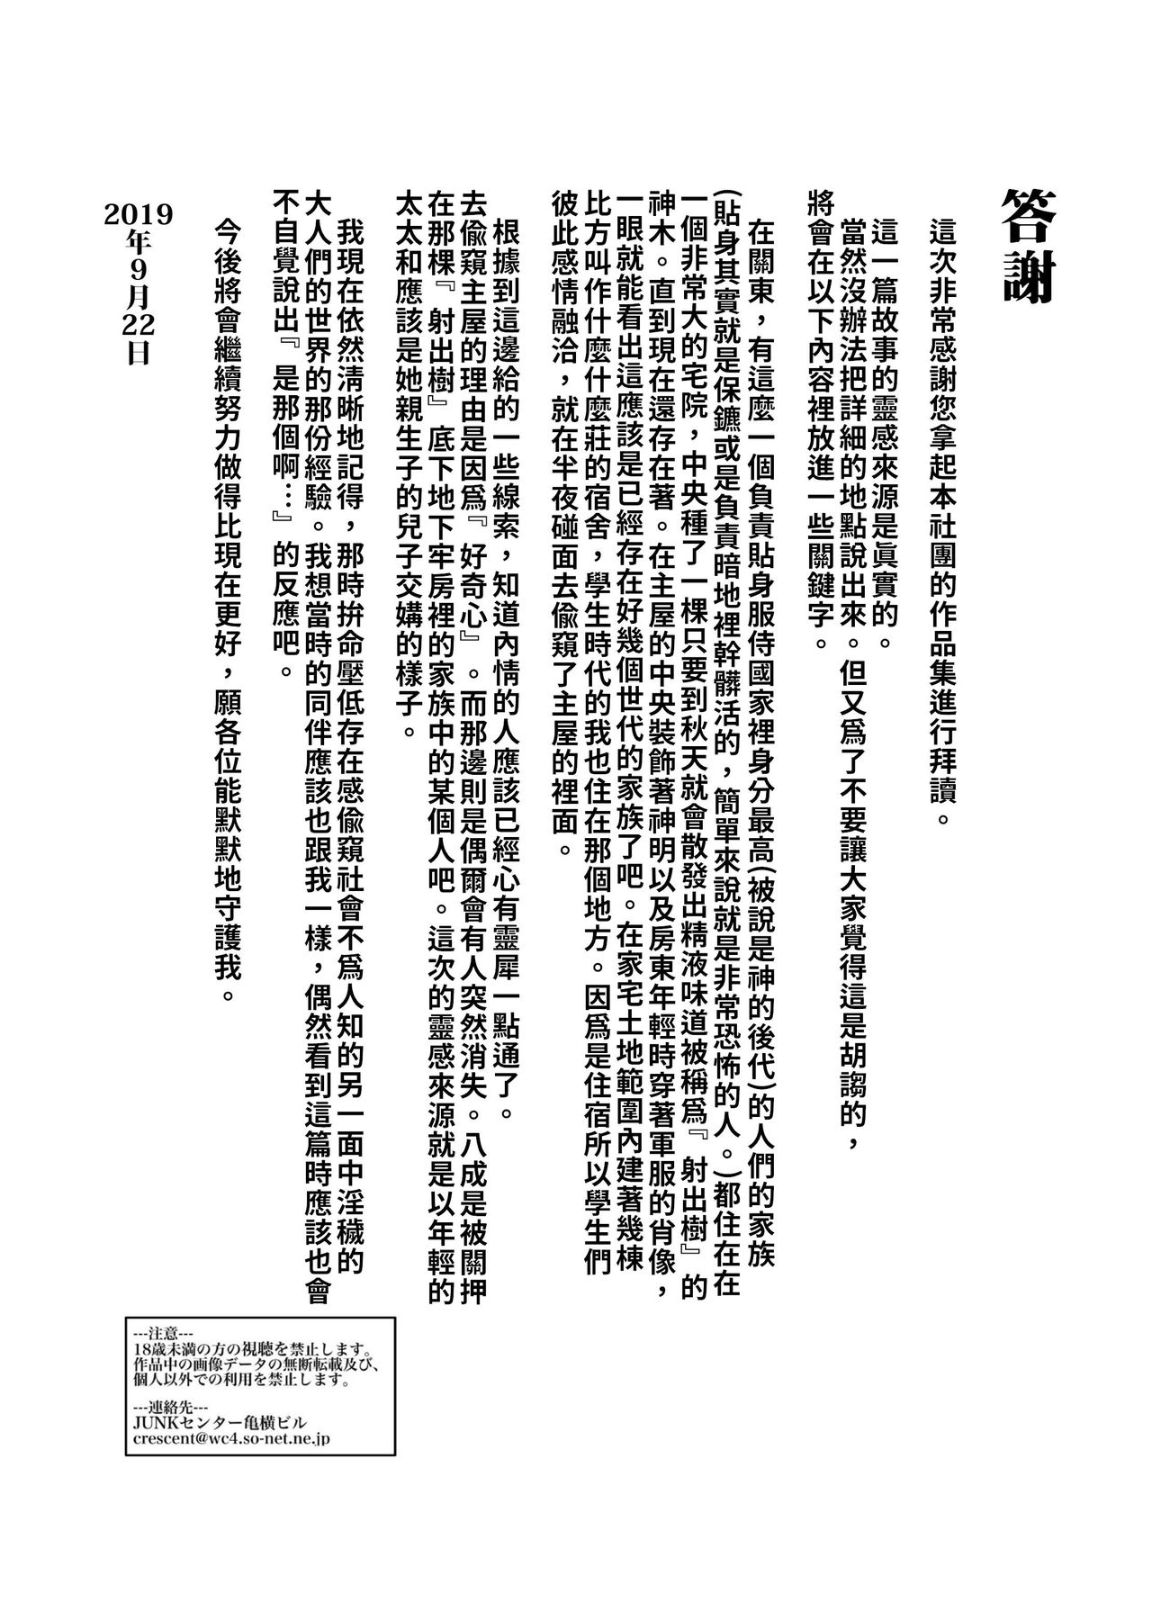 答謝
這次非常感謝您拿起本社團的作品集進行拜讀。
這一篇故事的靈感來源是眞實的。
當然沒辦法把詳細的地點說出來。但又爲了不要讓大家覺得這是胡謅的，
將會在以下內容裡放進一些關鍵字。
在關東，有這麼一個負責貼身服侍國家裡身分最高(被說是神的後代)的人們的家族
(貼身其實就是保鑣或是負責暗地裡幹髒活的，簡單來說就是非常恐怖的人。)都住在在
一個非常大的宅院，中央種了一棵只要到秋天就會散發出精液味道被稱爲『射出樹』的
神木。直到現在還存在著。在主屋的中央裝飾著神明以及房東年輕時穿著軍服的肖像，
一眼就能看出這應該是已經存在好幾個世代的家族了吧。在家宅土地範圍內建著幾棟
比方叫作什麼什麼莊的宿舍，學生時代的我也住在那個地方。因爲是住宿所以學生們
彼此感情融洽，就在半夜碰面去偷窺了主屋的裡面。
根據到這邊給的一些線索，知道內情的人應該已經心有靈犀一點通了。
去偷窺主屋的理由是因爲『好奇心』。而那邊則是偶爾會有人突然消失。八成是被關押
在那棵『射出樹』底下地下牢房裡的家族中的某個人吧。這次的靈感來源就是以年輕的
太太和應該是她親生子的兒子交媾的樣子。
我現在依然清晰地記得，那時拚命壓低存在感偷窺社會不爲人知的另一面中淫穢的
大人們的世界的那份經驗。我想當時的同伴應該也跟我一樣，偶然看到這篇時應該也會
不自覺說出『是那個啊…』的反應吧。
今後將會繼續努力做得比現在更好，願各位能默默地守護我。
2019年9月22日
---注意---
18歳未満の方の視聴を禁止します。
作品中の画像データの無断転載及び、
個人以外での利用を禁止します。
---連絡先---
JUNKセンター亀横ビル
crescent@wc4.so-net.ne.jp